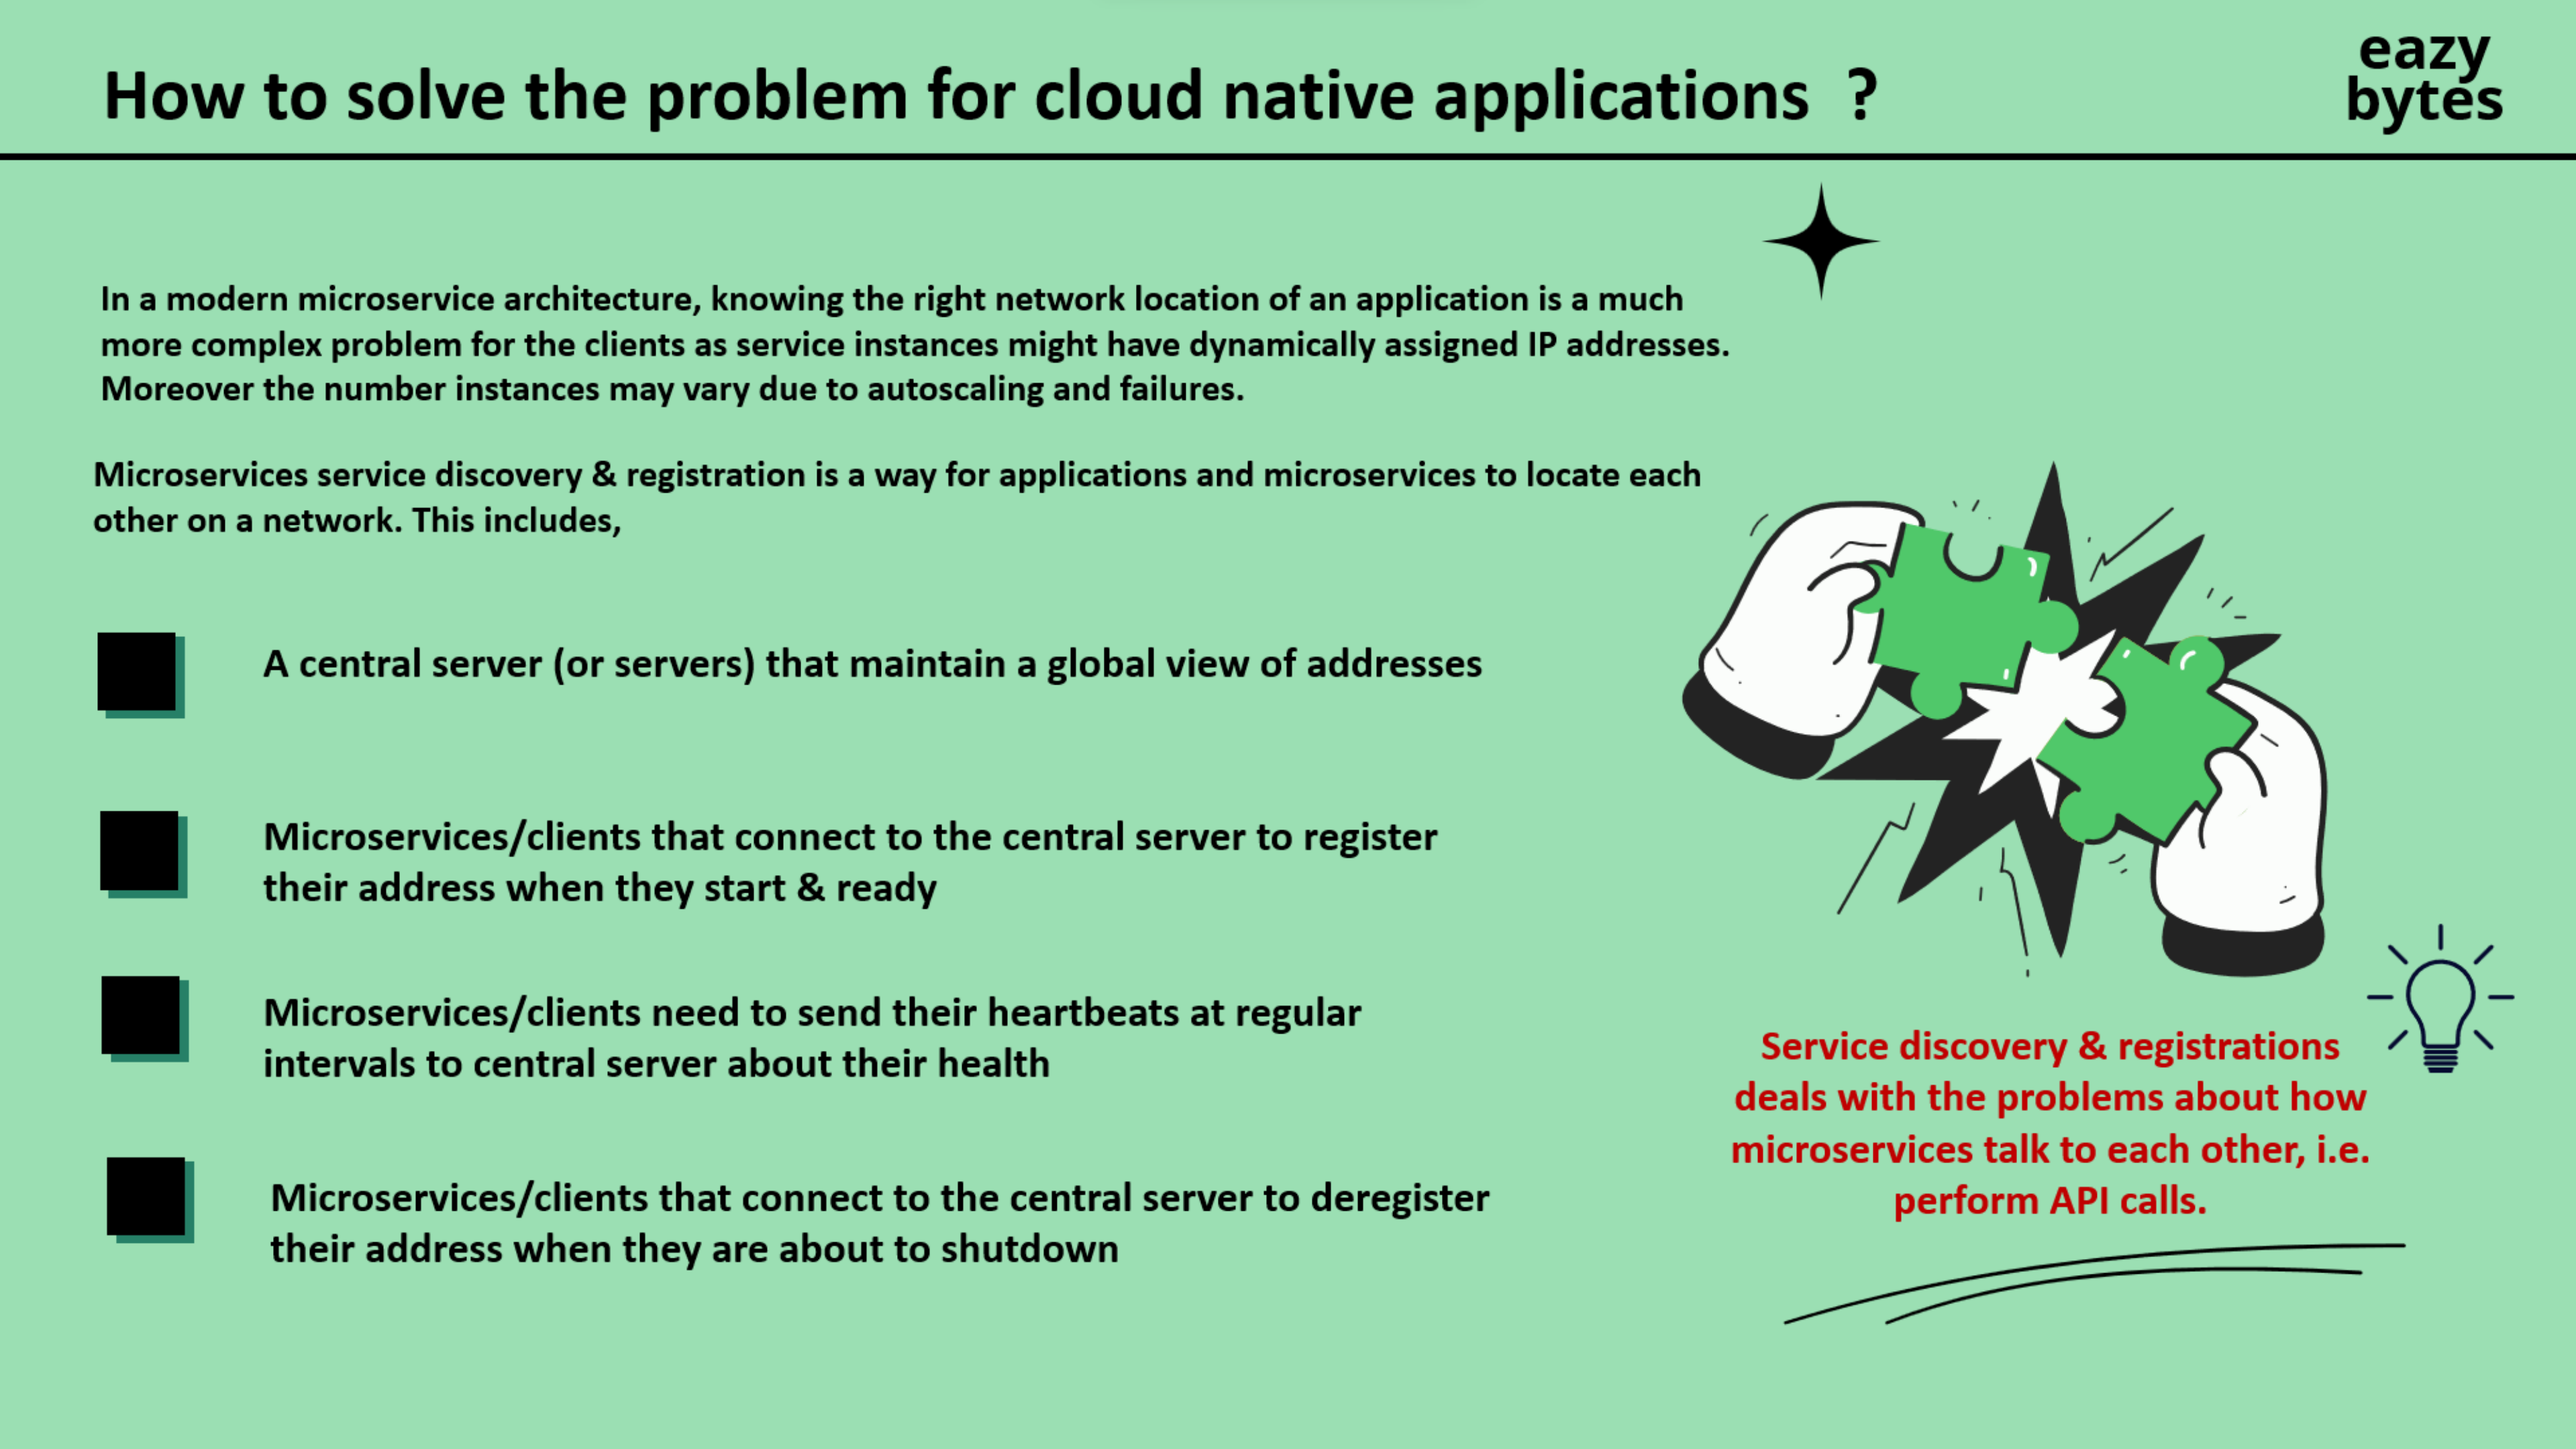 How to solve the problem for cloud native applications ?
eazy
bytes
In a modern microservice architecture, knowing the right network location of an application is a much
more complex problem for the clients as service instances might have dynamically assigned IP addresses.
Moreover the number instances may vary due to autoscaling and failures.
Microservices service discovery & registration is a way for applications and microservices to locate each
other on a network. This includes,
A central server (or servers) that maintain a global view of addresses
Microservices/clients that connect to the central server to register
their address when they start & ready
Microservices/clients need to send their heartbeats at regular
intervals to central server about their health
Microservices/clients that connect to the central server to deregister
their address when they are about to shutdown
Service discovery & registrations
deals with the problems about how
microservices talk to each other, i.e.
perform API calls.